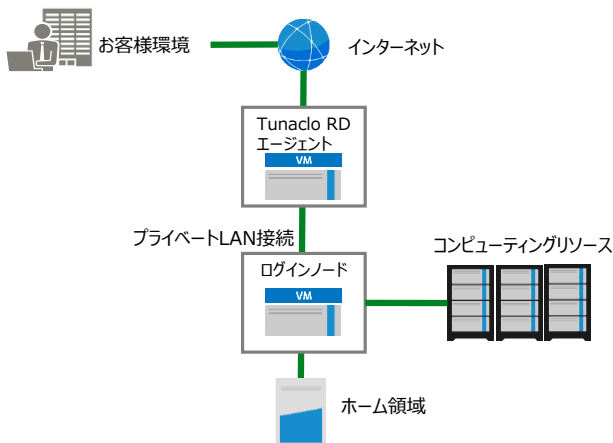 お客様環境
インターネット
Tunaclo RD
エージェント
VM
プライベートLAN接続
コンピューティングリソース
ログインノード
VM
ホーム領域